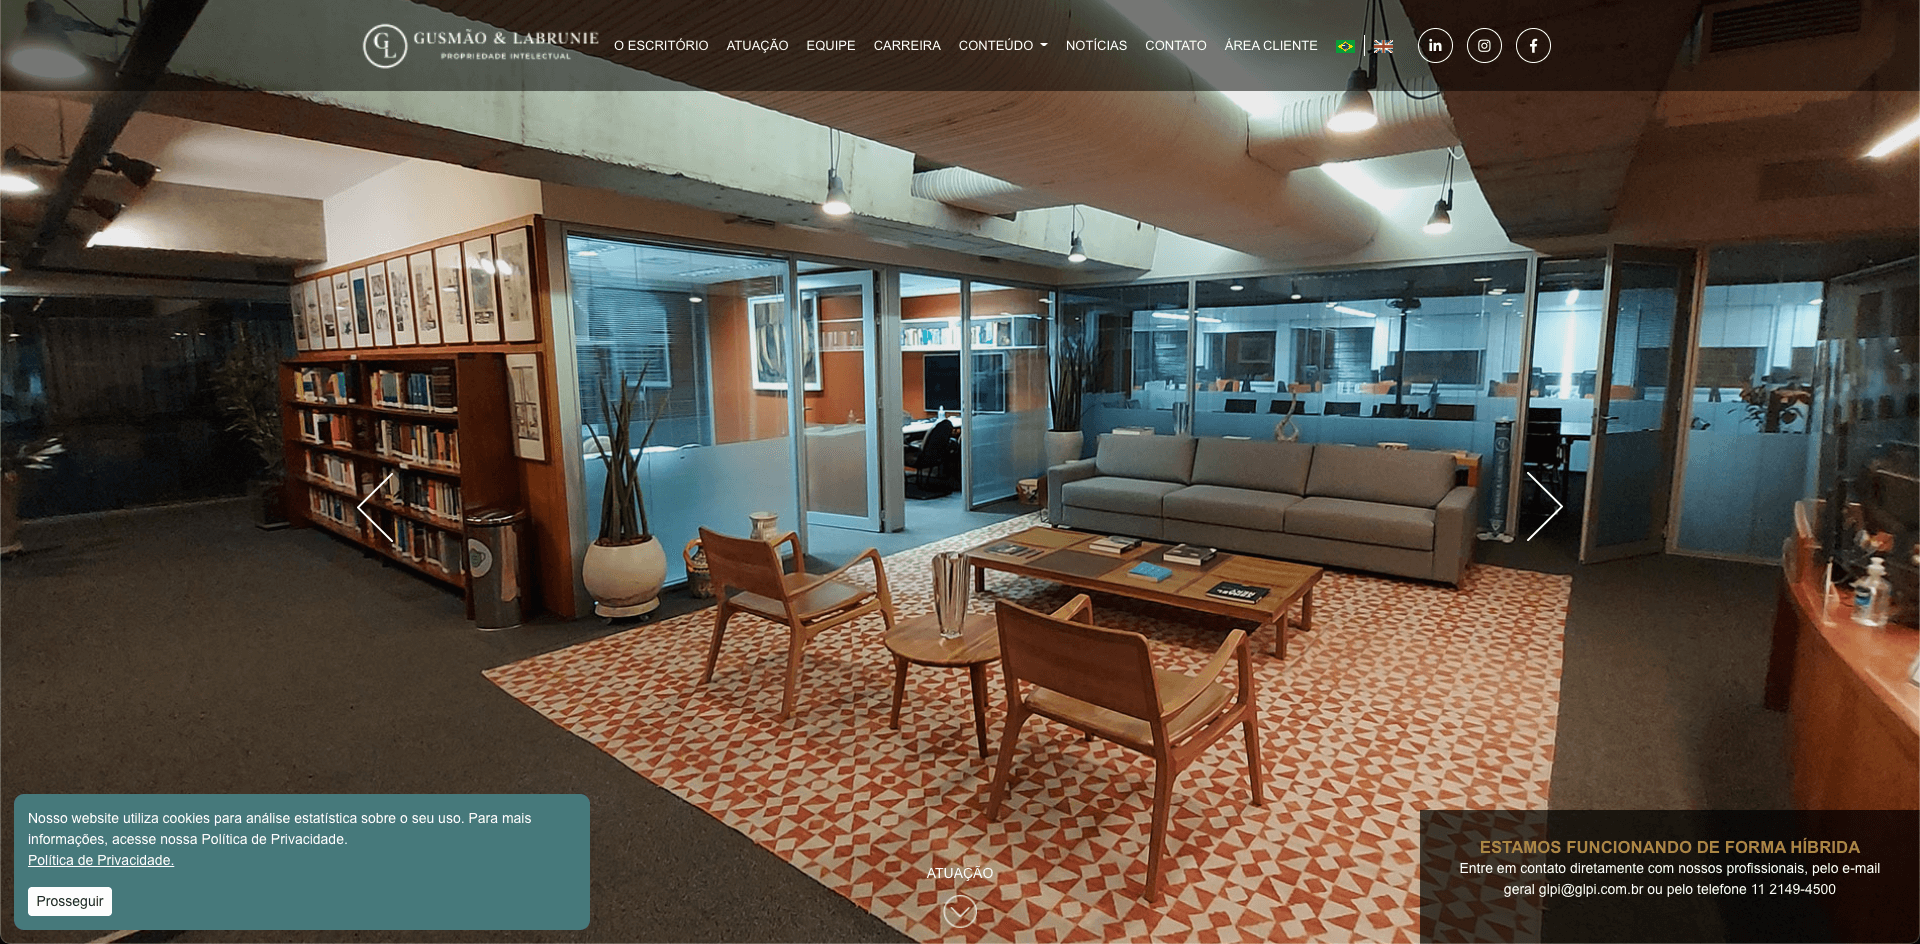 GUSMÃO & LABRUNIE
PROPRIEDADE INTELECTUAL
O ESCRITÓRIO
ATUAÇÃO
EQUIPE
CARREIRA
CONTEÚDO
NOTÍCIAS
CONTATO
ÁREA CLIENTE
Nosso website utiliza cookies para análise estatística sobre o seu uso. Para mais
informações, acesse nossa Política de Privacidade.
Política de Privacidade.
Prosseguir
ATUAÇÃO
ESTAMOS FUNCIONANDO DE FORMA HÍBRIDA
Entre em contato diretamente com nossos profissionais, pelo e-mail
geral glpi@glpi.com.br ou pelo telefone 11 2149-4500